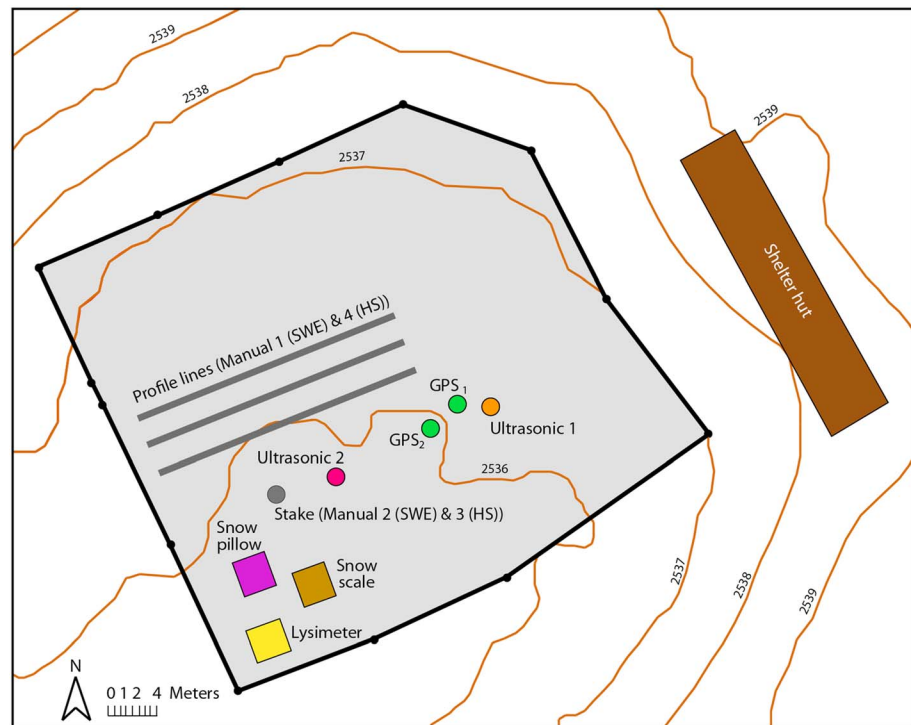 2539
2538
2539
2537
Shelter hut
Profile lines (Manual 1 (SWE) & 4 (HS))
GPS 1
Ultrasonic 1
GPS2
Ultrasonic 2
2536
Stake (Manual 2 (SWE) & 3 (HS))
Snow
pillow
Snow
scale
2537
2538
2539
Lysimeter
N
0 1 2 4 Meters